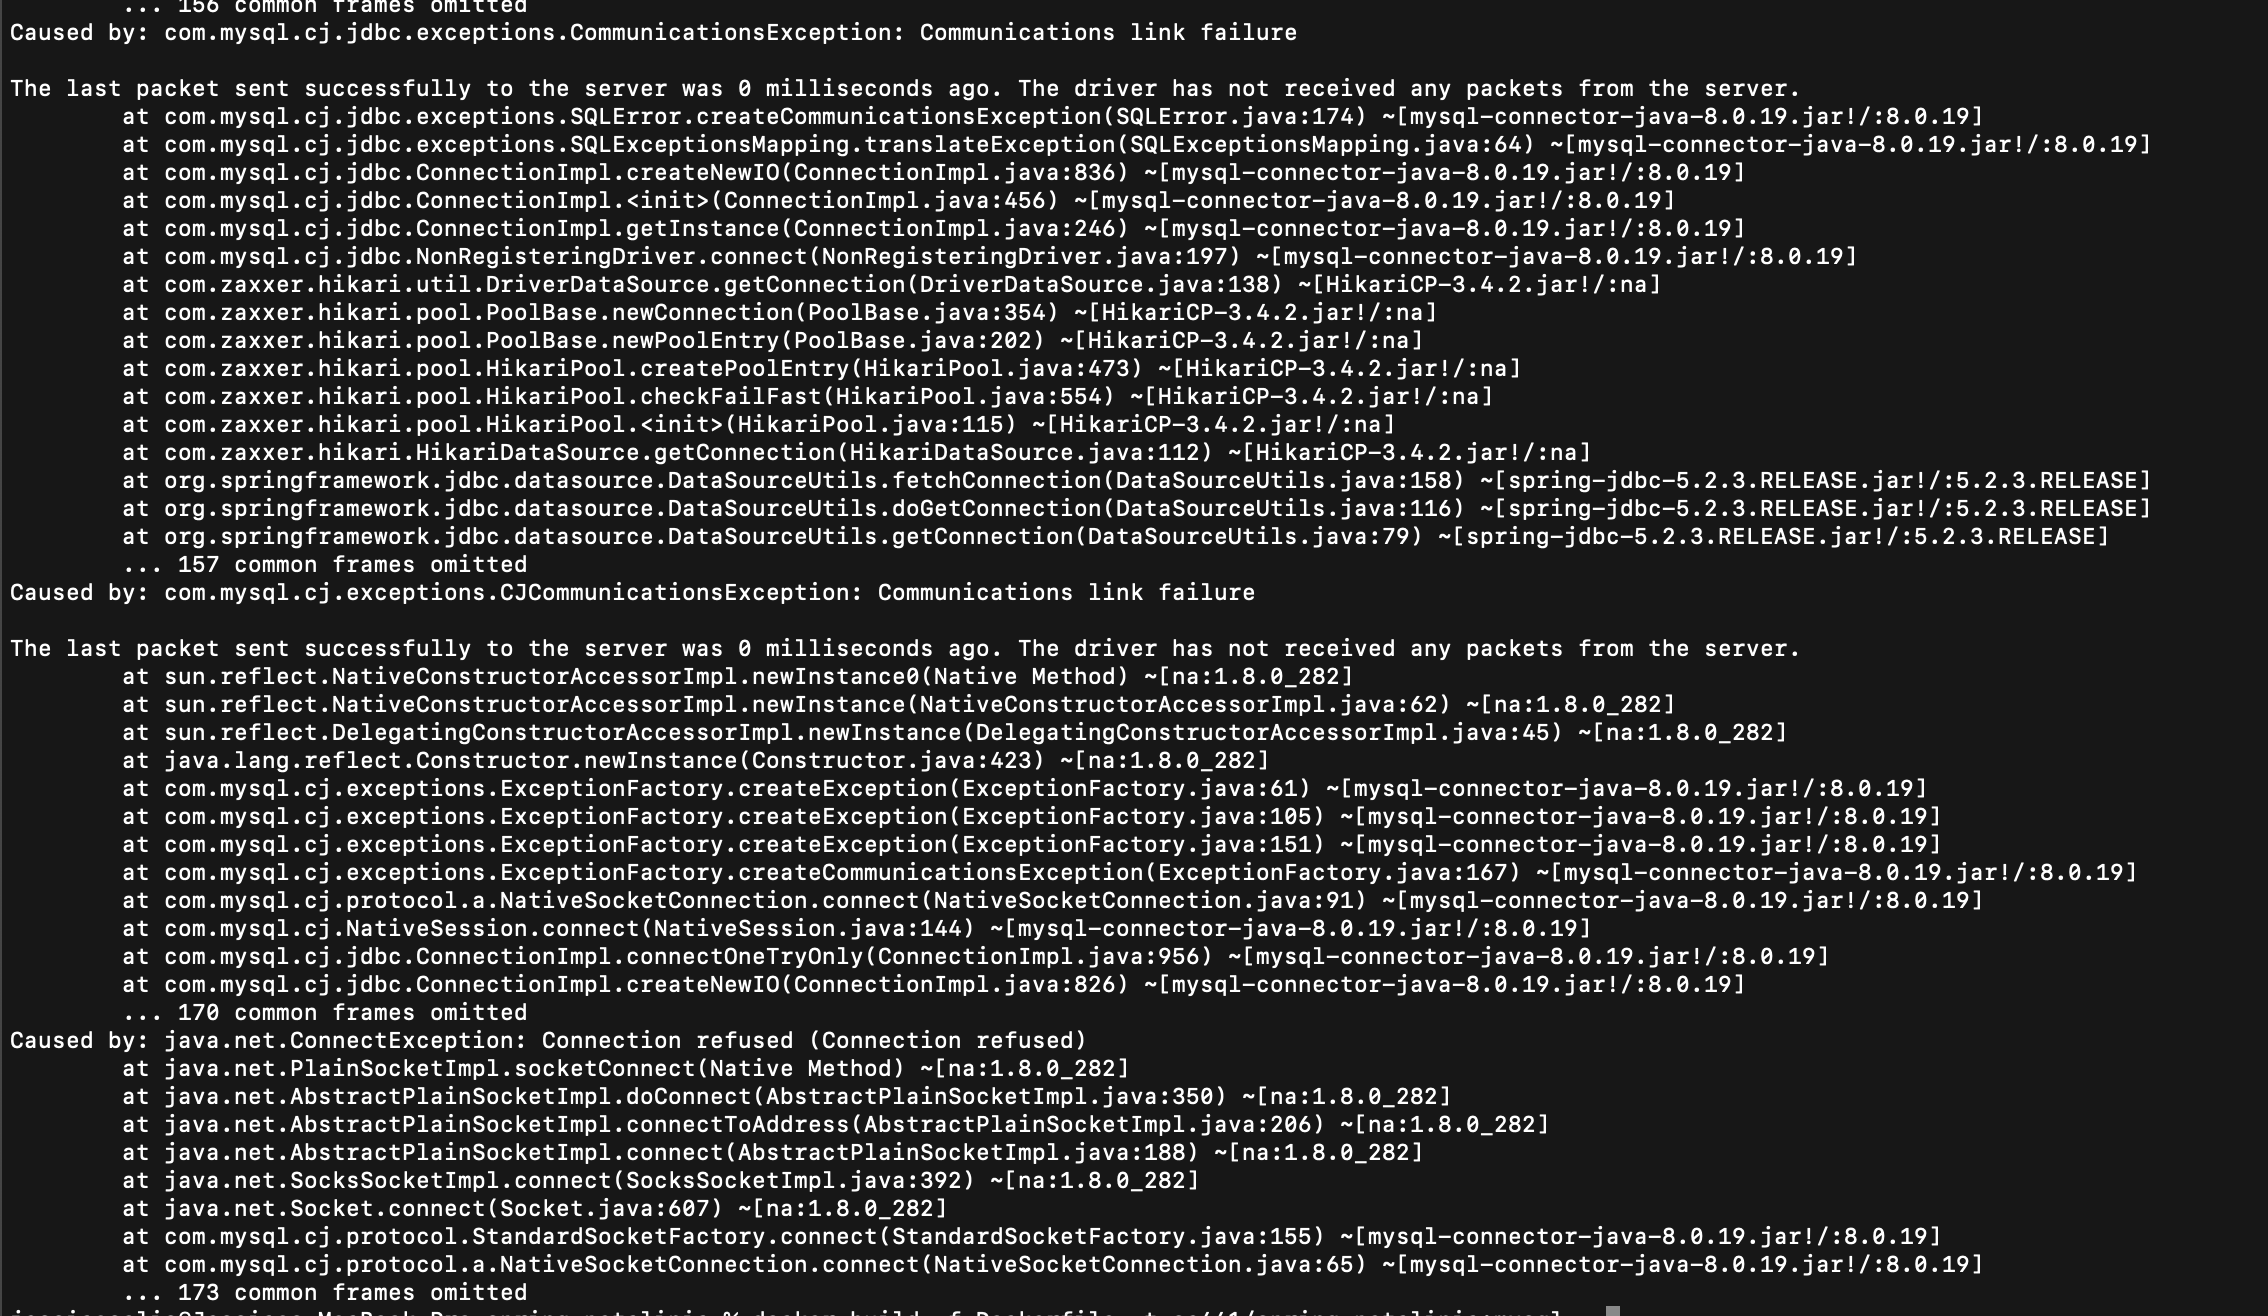 ... 156 common frames omitted
Caused by: com.mysql.cj.jdbc.exceptions.CommunicationsException: Communications link failure
The last packet sent successfully to the server was 0 milliseconds ago. The driver has not received any packets from the server.
at com.mysql.cj.jdbc.exceptions.SQLError.createCommunicationsException(SQLError.java:174) ~[mysql-connector-java-8.0.19.jar!/:8.0.19]
at com.mysql.cj.jdbc.exceptions.SQLExceptionsMapping.translateException(SQLExceptionsMapping.java:64) ~[mysql-connector-java-8.0.19.jar!/:8.0.19]
at com.mysql.cj.jdbc.ConnectionImpl.createNewIO(ConnectionImpl.java:836) ~[mysql-connector-java-8.0.19.jar!/:8.0.19]
at com.mysql.cj.jdbc.ConnectionImpl.<init>(ConnectionImpl.java:456) ~[mysql-connector-java-8.0.19.jar!/:8.0.19]
at com.mysql.cj.jdbc.ConnectionImpl.getInstance(ConnectionImpl.java:246) ~[mysql-connector-java-8.0.19.jar!/:8.0.19]
at com.mysql.cj.jdbc.NonRegisteringDriver.connect(NonRegisteringDriver.java:197) ~[mysql-connector-java-8.0.19.jar!/:8.0.19]
at com.zaxxer.hikari.util.DriverDataSource.getConnection(DriverDataSource.java:138) ~[HikariCP-3.4.2.jar!/:na]
at com.zaxxer.hikari.pool.PoolBase.newConnection(PoolBase.java:354) ~[HikariCP-3.4.2.jar!/:na]
at com.zaxxer.hikari.pool.PoolBase.newPoolEntry(PoolBase.java:202) ~[HikariCP-3.4.2.jar!/:na]
at com.zaxxer.hikari.pool.HikariPool.createPoolEntry(HikariPool.java:473) ~[HikariCP-3.4.2.jar!/:na]
at com.zaxxer.hikari.pool.HikariPool.checkFailFast(HikariPool.java:554) ~[HikariCP-3.4.2.jar!/:na]
at com.zaxxer.hikari.pool.HikariPool.<init>(HikariPool.java:115) ~[HikariCP-3.4.2.jar!/:na]
at com.zaxxer.hikari.HikariDataSource.getConnection(HikariDataSource.java:112) ~[HikariCP-3.4.2.jar!/:na]
at org.springframework.jdbc.datasource.DataSourceUtils.fetchConnection(DataSourceUtils.java:158) ~[spring-jdbc-5.2.3.RELEASE.jar!/:5.2.3.RELEASE]
at org.springframework.jdbc.datasource.DataSourceUtils.doGetConnection(DataSourceUtils.java:116) ~[spring-jdbc-5.2.3.RELEASE.jar!/:5.2.3.RELEASE]
at org.springframework.jdbc.datasource.DataSourceUtils.getConnection(DataSourceUtils.java:79) ~[spring-jdbc-5.2.3.RELEASE.jar!/:5.2.3.RELEASE]
... 157 common frames omitted
Caused by: com.mysql.cj.exceptions.CJCommunicationsException: Communications link failure
The last packet sent successfully to the server was 0 milliseconds ago. The driver has not received any packets from the server.
at sun.reflect.NativeConstructorAccessorImpl.newInstance0(Native Method) ~[na:1.8.0_282]
at sun.reflect.NativeConstructorAccessorImpl.newInstance(NativeConstructorAccessorImpl.java:62) ~[na:1.8.0_282]
at sun.reflect.DelegatingConstructorAccessorImpl.newInstance(DelegatingConstructorAccessorImpl.java:45) ~[na:1.8.0_282]
at java.lang.reflect.Constructor.newInstance(Constructor.java:423) ~[na:1.8.0_282]
at com.mysql.cj.exceptions.ExceptionFactory.createException(ExceptionFactory.java:61) ~[mysql-connector-java-8.0.19.jar!/:8.0.19]
at com.mysql.cj.exceptions.ExceptionFactory.createException(ExceptionFactory.java:105) ~[mysql-connector-java-8.0.19.jar!/:8.0.19]
at com.mysql.cj.exceptions.ExceptionFactory.createException(ExceptionFactory.java:151) ~[mysql-connector-java-8.0.19.jar!/:8.0.19]
at com.mysql.cj.exceptions.ExceptionFactory.createCommunicationsException(ExceptionFactory.java:167) ~[mysql-connector-java-8.0.19.jar!/:8.0.19]
at com.mysql.cj.protocol.a.NativeSocketConnection.connect(NativeSocketConnection.java:91) ~[mysql-connector-java-8.0.19.jar!/:8.0.19]
at com.mysql.cj.NativeSession.connect(NativeSession.java:144) ~[mysql-connector-java-8.0.19.jar!/:8.0.19]
at com.mysql.cj.jdbc.ConnectionImpl.connectOneTryOnly(ConnectionImpl.java:956) ~[mysql-connector-java-8.0.19.jar!/:8.0.19]
at com.mysql.cj.jdbc.ConnectionImpl.createNewIO(ConnectionImpl.java:826) ~[mysql-connector-java-8.0.19.jar!/:8.0.19]
... 170 common frames omitted
Caused by: java.net.ConnectException: Connection refused (Connection refused)
at java.net.PlainSocketImpl.socketConnect(Native Method) ~[na:1.8.0_282]
at java.net.AbstractPlainSocketImpl.doConnect(AbstractPlainSocketImpl.java:350) ~[na:1.8.0_282]
at java.net.AbstractPlainSocketImpl.connectToAddress(AbstractPlainSocketImpl.java:206) ~[na:1.8.0_282]
at java.net.AbstractPlainSocketImpl.connect(AbstractPlainSocketImpl.java:188) ~[na:1.8.0_282]
at java.net.SocksSocketImpl.connect(SocksSocketImpl.java:392) ~[na:1.8.0_282]
at java.net.Socket.connect(Socket.java:607) ~[na:1.8.0_282]
at com.mysql.cj.protocol.StandardSocketFactory.connect(StandardSocketFactory.java:155) ~[mysql-connector-java-8.0.19.jar!/:8.0.19]
at com.mysql.cj.protocol.a.NativeSocketConnection.connect(NativeSocketConnection.java:65) ~[mysql-connector-java-8.0.19.jar!/:8.0.19]
... 173 common frames omitted